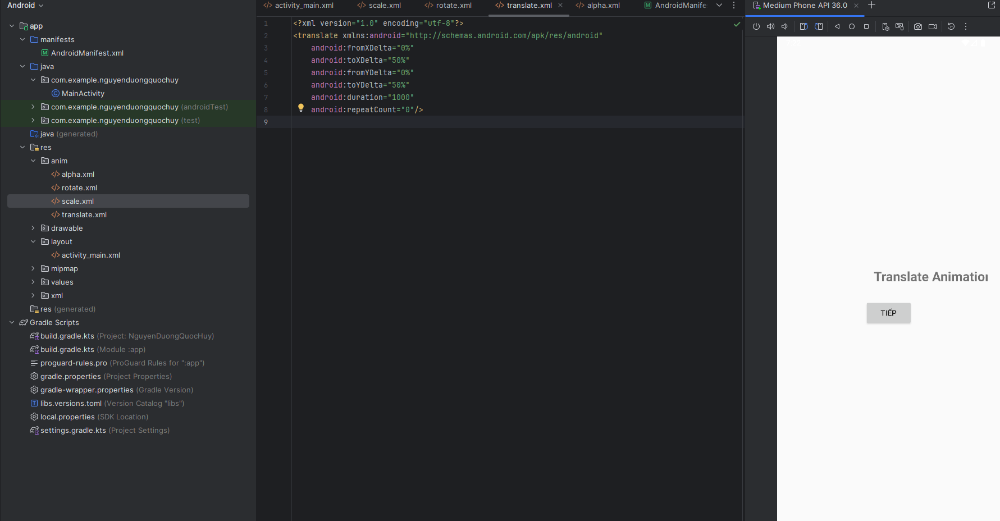 Android
app
manifests
AndroidManifest.xml
java
com.example.nguyenduongquochuy
MainActivity
com.example.nguyenduongquochuy (androidTest)
com.example.nguyenduongquochuy (test)
java (generated)
res
anim
alpha.xml
rotate.xml
scale.xml
translate.xml
drawable
layout
activity_main.xml
mipmap
values
xml
res (generated)
Gradle Scripts
build.gradle.kts (Project: NguyenDuongQuocHuy)
build.gradle.kts (Module :app)
proguard-rules.pro (ProGuard Rules for ":app")
gradle.properties (Project Properties)
gradle-wrapper.properties (Gradle Version)
libs.versions.toml (Version Catalog "libs")
local.properties (SDK Location)
settings.gradle.kts (Project Settings)
activity_main.xml scale.xml rotate.xml translate.xml alpha.xml AndroidManife
1 <?xml version="1.0" encoding="utf-8"?>
2 <translate xmlns:android="http://schemas.android.com/apk/res/android"
3 android:fromXDelta="0%"
4 android:toXDelta="50%"
5 android:fromYDelta="0%"
6 android:toYDelta="50%"
7 android:duration="1000"
8 android:repeatCount="0"/>
9
Medium Phone API 36.0
Translate Animation
TIẾP